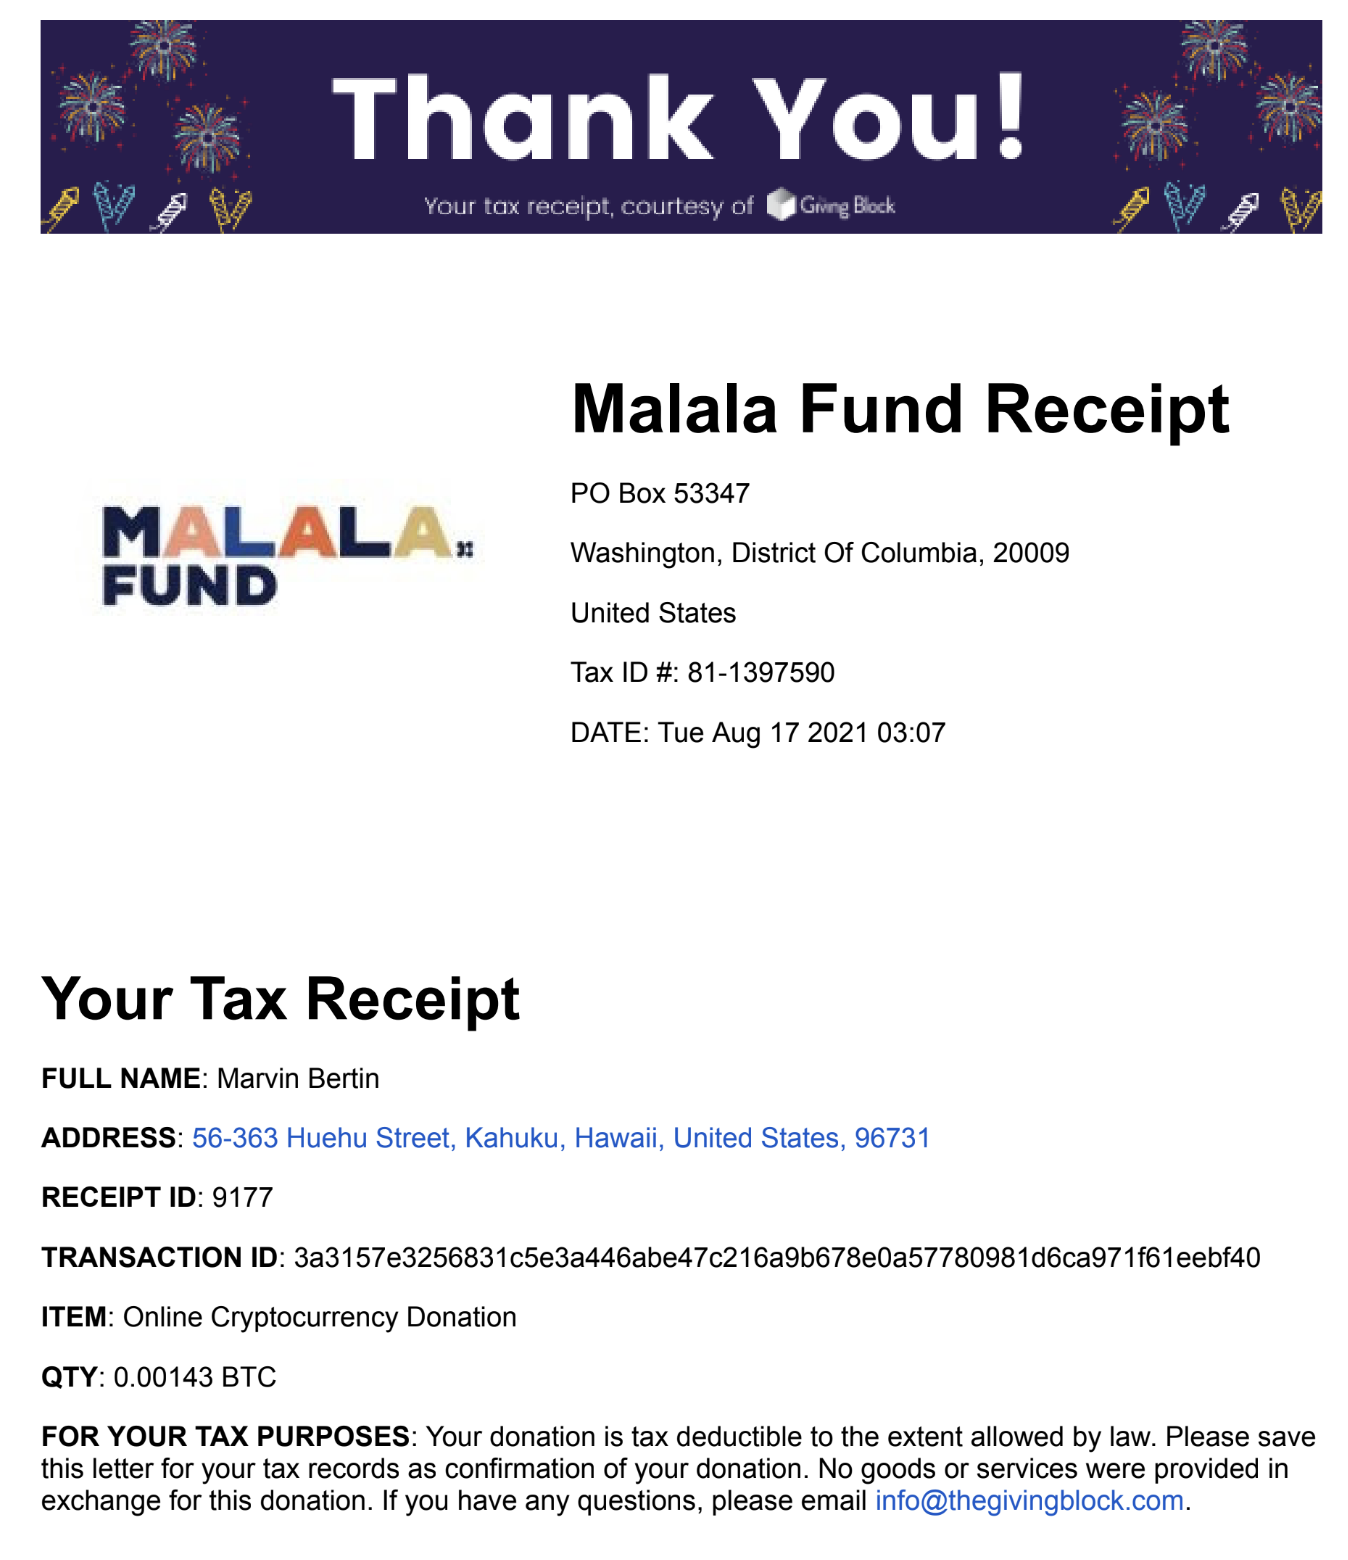 Thank You!
Your tax receipt, courtesy of Giving Block
Malala Fund Receipt
MALALA
FUND
PO Box 53347
Washington, District Of Columbia, 20009
United States
Tax ID #: 81-1397590
DATE: Tue Aug 17 2021 03:07
Your Tax Receipt
FULL NAME: Marvin Bertin
ADDRESS: 56-363 Huehu Street, Kahuku, Hawaii, United States, 96731
RECEIPT ID: 9177
TRANSACTION ID: 3a3157e3256831c5e3a446abe47c216a9b678e0a57780981d6ca971f61eebf40
ITEM: Online Cryptocurrency Donation
QTY: 0.00143 BTC
FOR YOUR TAX PURPOSES: Your donation is tax deductible to the extent allowed by law. Please save
this letter for your tax records as confirmation of your donation. No goods or services were provided in
exchange for this donation. If you have any questions, please email info@thegivingblock.com.